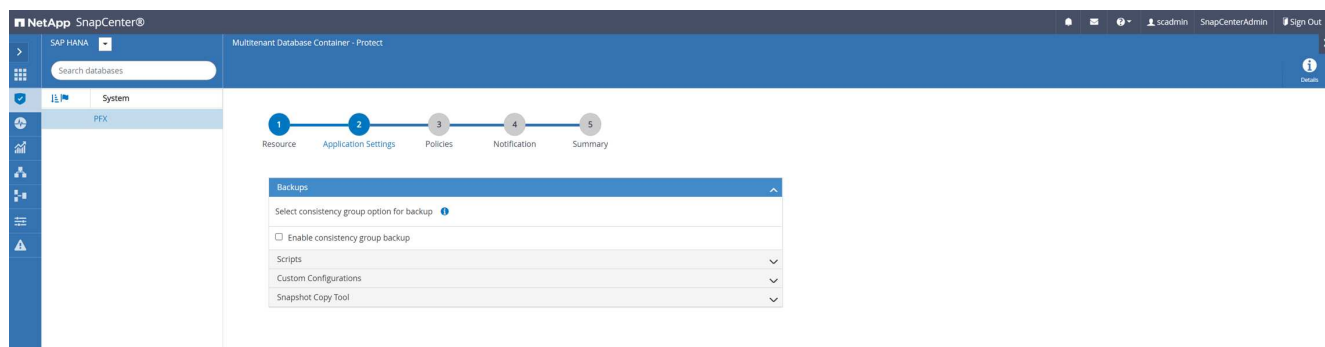 NetApp SnapCenter®
scadmin SnapCenterAdmin Sign Out
SAP HANA
Multitenant Database Container - Protect
Search databases
Details
System
PFX
1 2 3 4 5
Resource Application Settings Policies Notification Summary
Backups
Select consistency group option for backup
Enable consistency group backup
Scripts
Custom Configurations
Snapshot Copy Tool